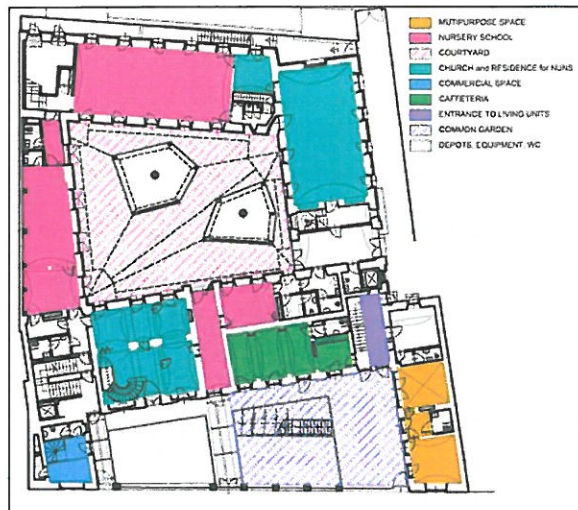 MUTIPURPOSE SPACE
NURSERY SCHOOL
COURTYARD
CHURCH and RESIDENCE for NUNS
COMMERCIAL SPACE
CAFFETERIA
ENTRANCE TO LIVING UNITS
COMMON GARDEN
DEPOTS, EQUIPMENT, WC